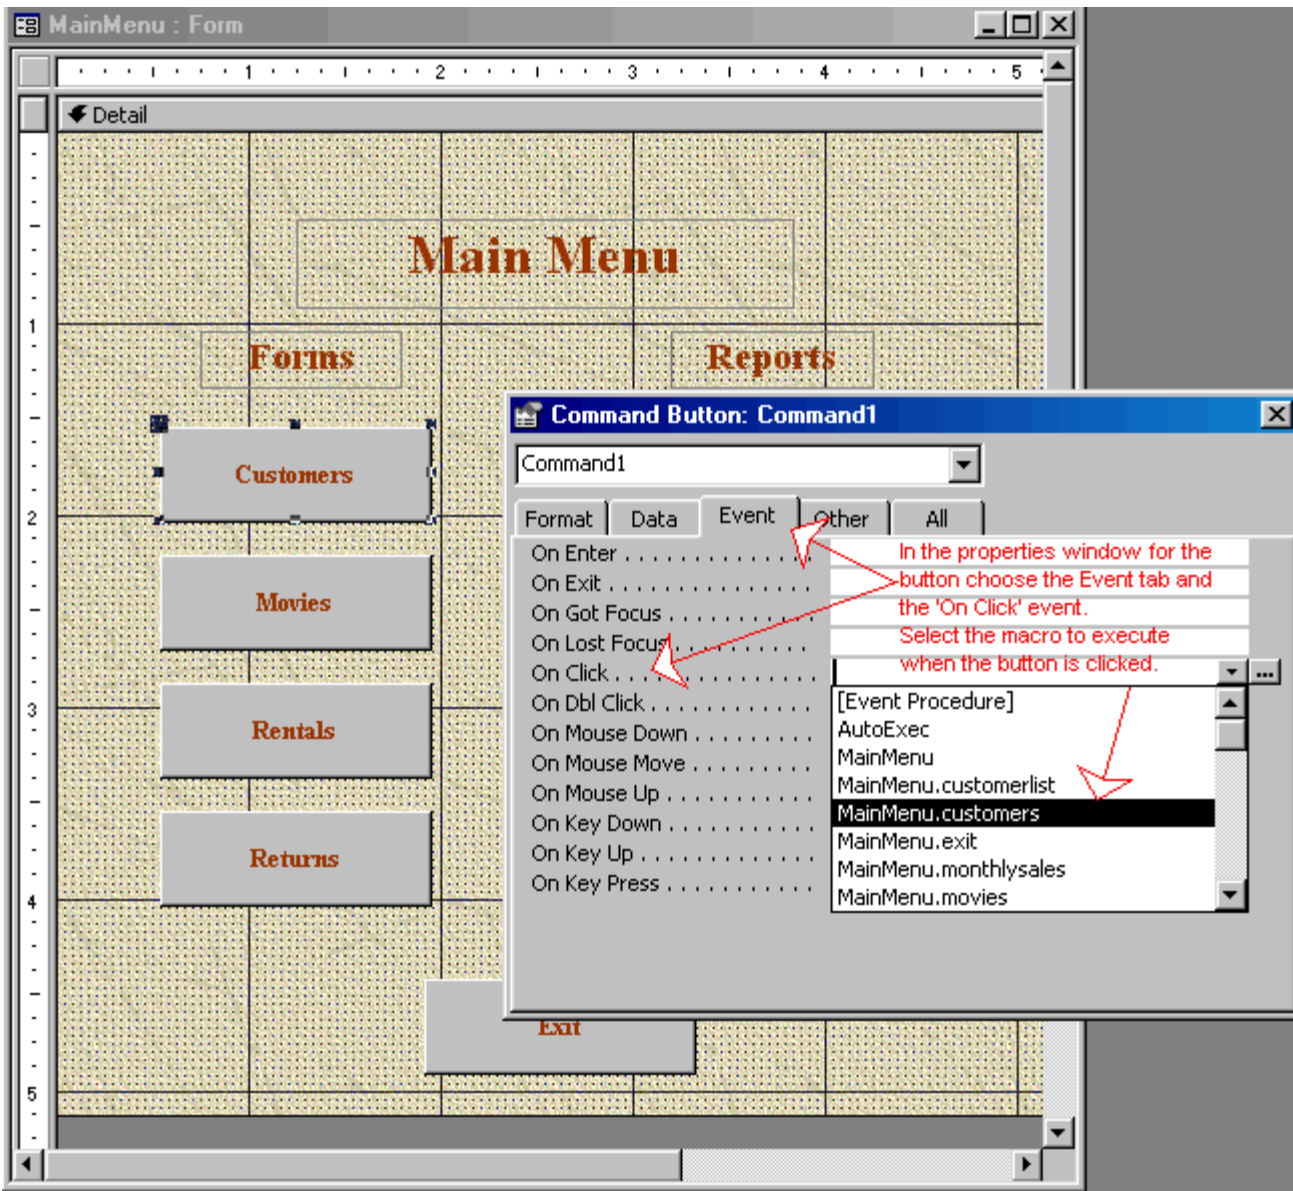 MainMenu : Form
1 2 3 4 5
Detail
Main Menu
1
Forms
Reports
Command Button: Command1
Command1
Customers
Format Data Event Other All
2
On Enter . . . . . . . . . . . . . .
In the properties window for the
On Exit . . . . . . . . . . . . . . .
button choose the Event tab and
Movies
On Got Focus . . . . . . . . . . .
the 'On Click' event.
On Lost Focus . . . . . . . . . .
Select the macro to execute
On Click . . . . . . . . . . . . . . .
when the button is clicked.
...
3
On Dbl Click . . . . . . . . . . . .
[Event Procedure]
Rentals
On Mouse Down . . . . . . . . .
AutoExec
On Mouse Move . . . . . . . . .
MainMenu
On Mouse Up . . . . . . . . . . .
MainMenu.customerlist
On Key Down . . . . . . . . . . .
MainMenu.customers
On Key Up . . . . . . . . . . . . .
MainMenu.exit
Returns
On Key Press . . . . . . . . . . .
MainMenu.monthlysales
4
MainMenu.movies
Exit
5